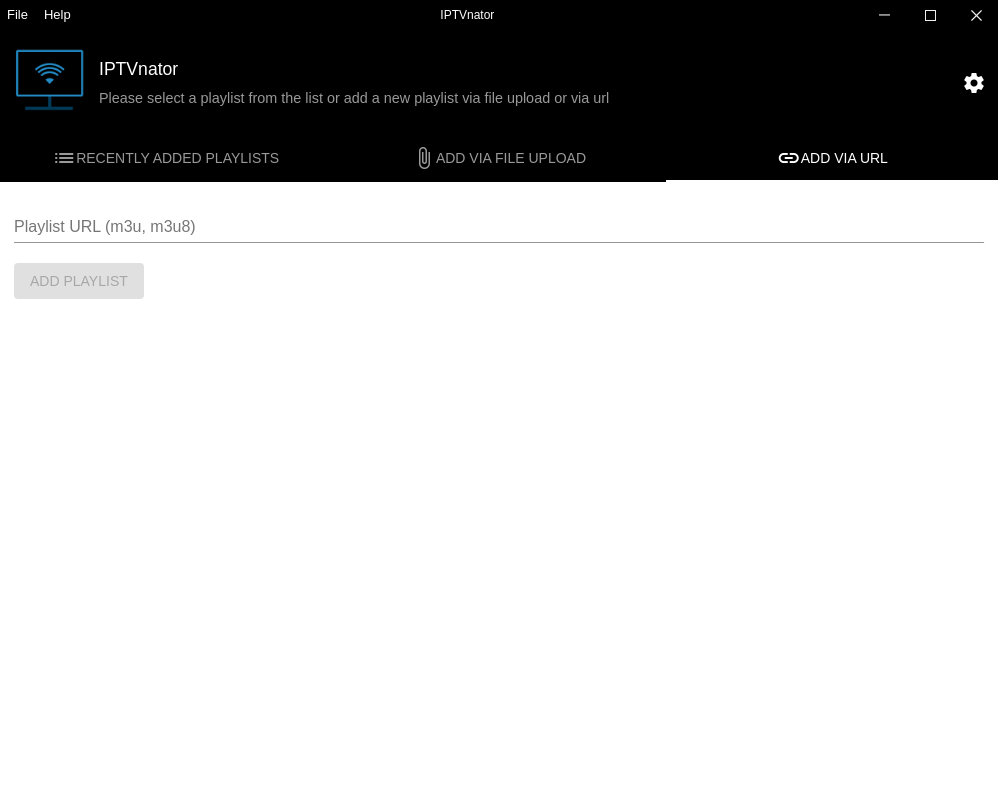 File Help IPTVnator
IPTVnator
Please select a playlist from the list or add a new playlist via file upload or via url
RECENTLY ADDED PLAYLISTS ADD VIA FILE UPLOAD ADD VIA URL
Playlist URL (m3u, m3u8)
ADD PLAYLIST